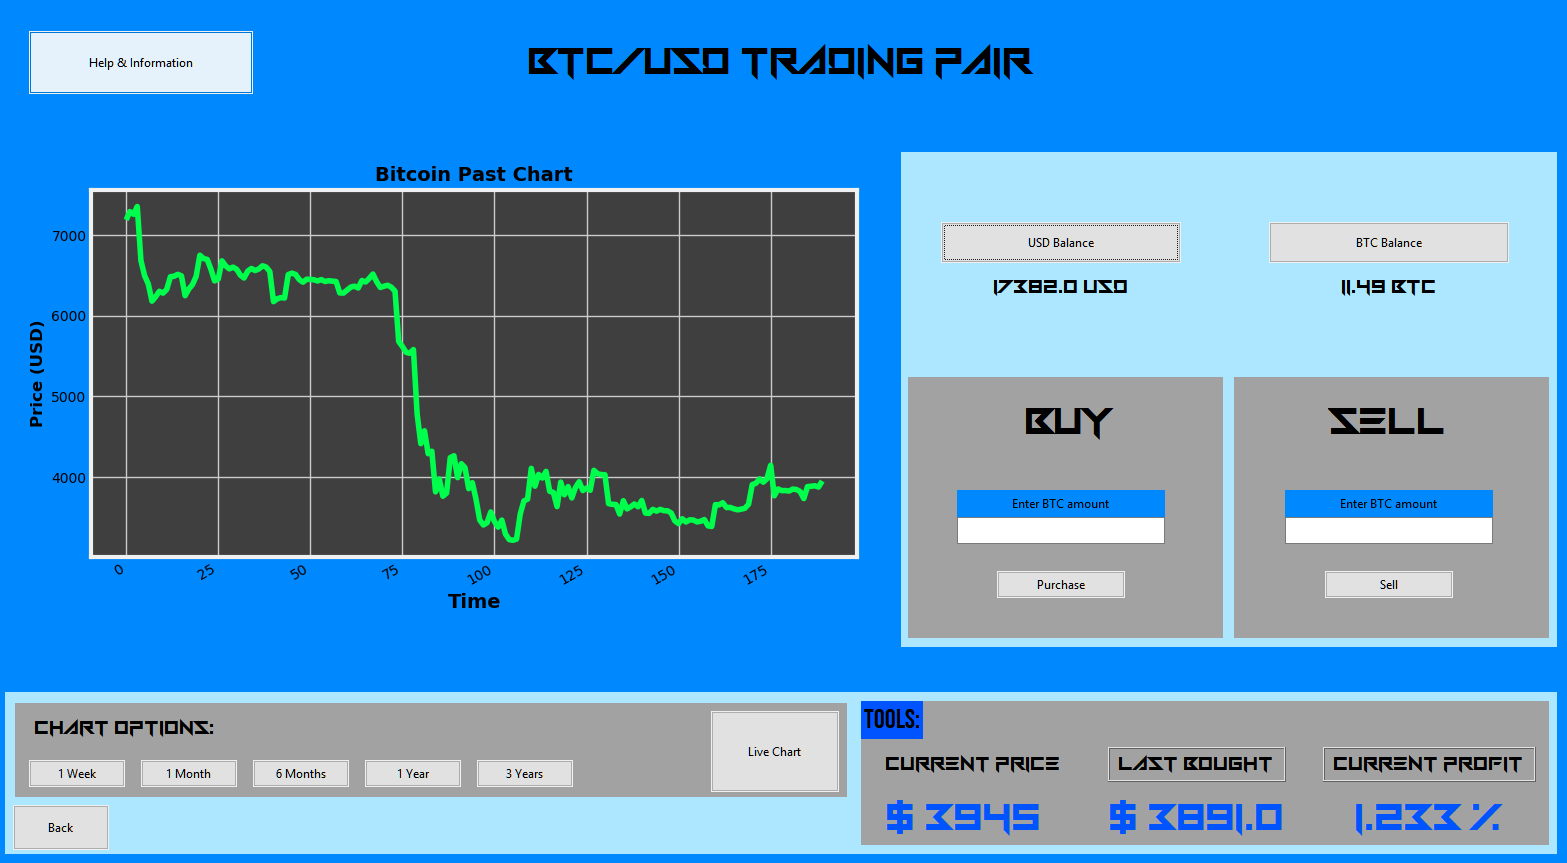 Help & Information
BTC/USD TRADING PAIR
Bitcoin Past Chart
Price (USD)
7000
6000
5000
4000
0 25 50 75 100 125 150 175
Time
USD Balance BTC Balance
17382.0 USD 11.49 BTC
BUY SELL
Enter BTC amount Enter BTC amount
Purchase Sell
CHART OPTIONS:
1 Week 1 Month 6 Months 1 Year 3 Years
Live Chart
Back
TOOLS:
CURRENT PRICE LAST BOUGHT CURRENT PROFIT
$ 3945 $ 3891.0 1.233 %